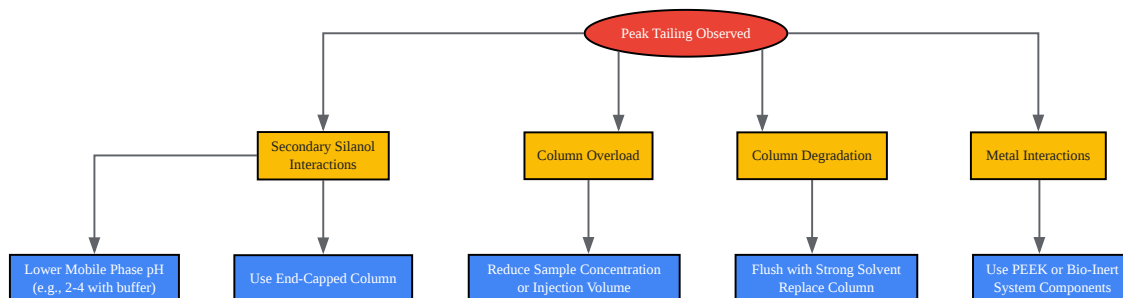 Peak Tailing Observed
Secondary Silanol
Interactions
Column Overload
Column Degradation
Metal Interactions
Lower Mobile Phase pH
(e.g., 2-4 with buffer)
Use End-Capped Column
Reduce Sample Concentration
or Injection Volume
Flush with Strong Solvent
Replace Column
Use PEEK or Bio-Inert
System Components